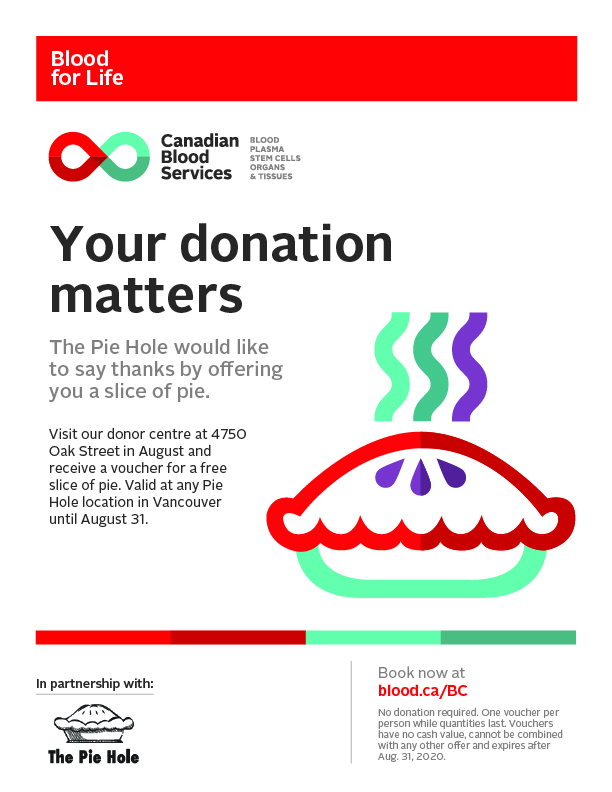 Blood
for Life
Canadian
Blood
Services
BLOOD
PLASMA
STEM CELLS
ORGANS
& TISSUES
Your donation
matters
The Pie Hole would like
to say thanks by offering
you a slice of pie.
Visit our donor centre at 4750
Oak Street in August and
receive a voucher for a free
slice of pie. Valid at any Pie
Hole location in Vancouver
until August 31.
In partnership with:
The Pie Hole
Book now at
blood.ca/BC
No donation required. One voucher per
person while quantities last. Vouchers
have no cash value, cannot be combined
with any other offer and expires after
Aug. 31, 2020.